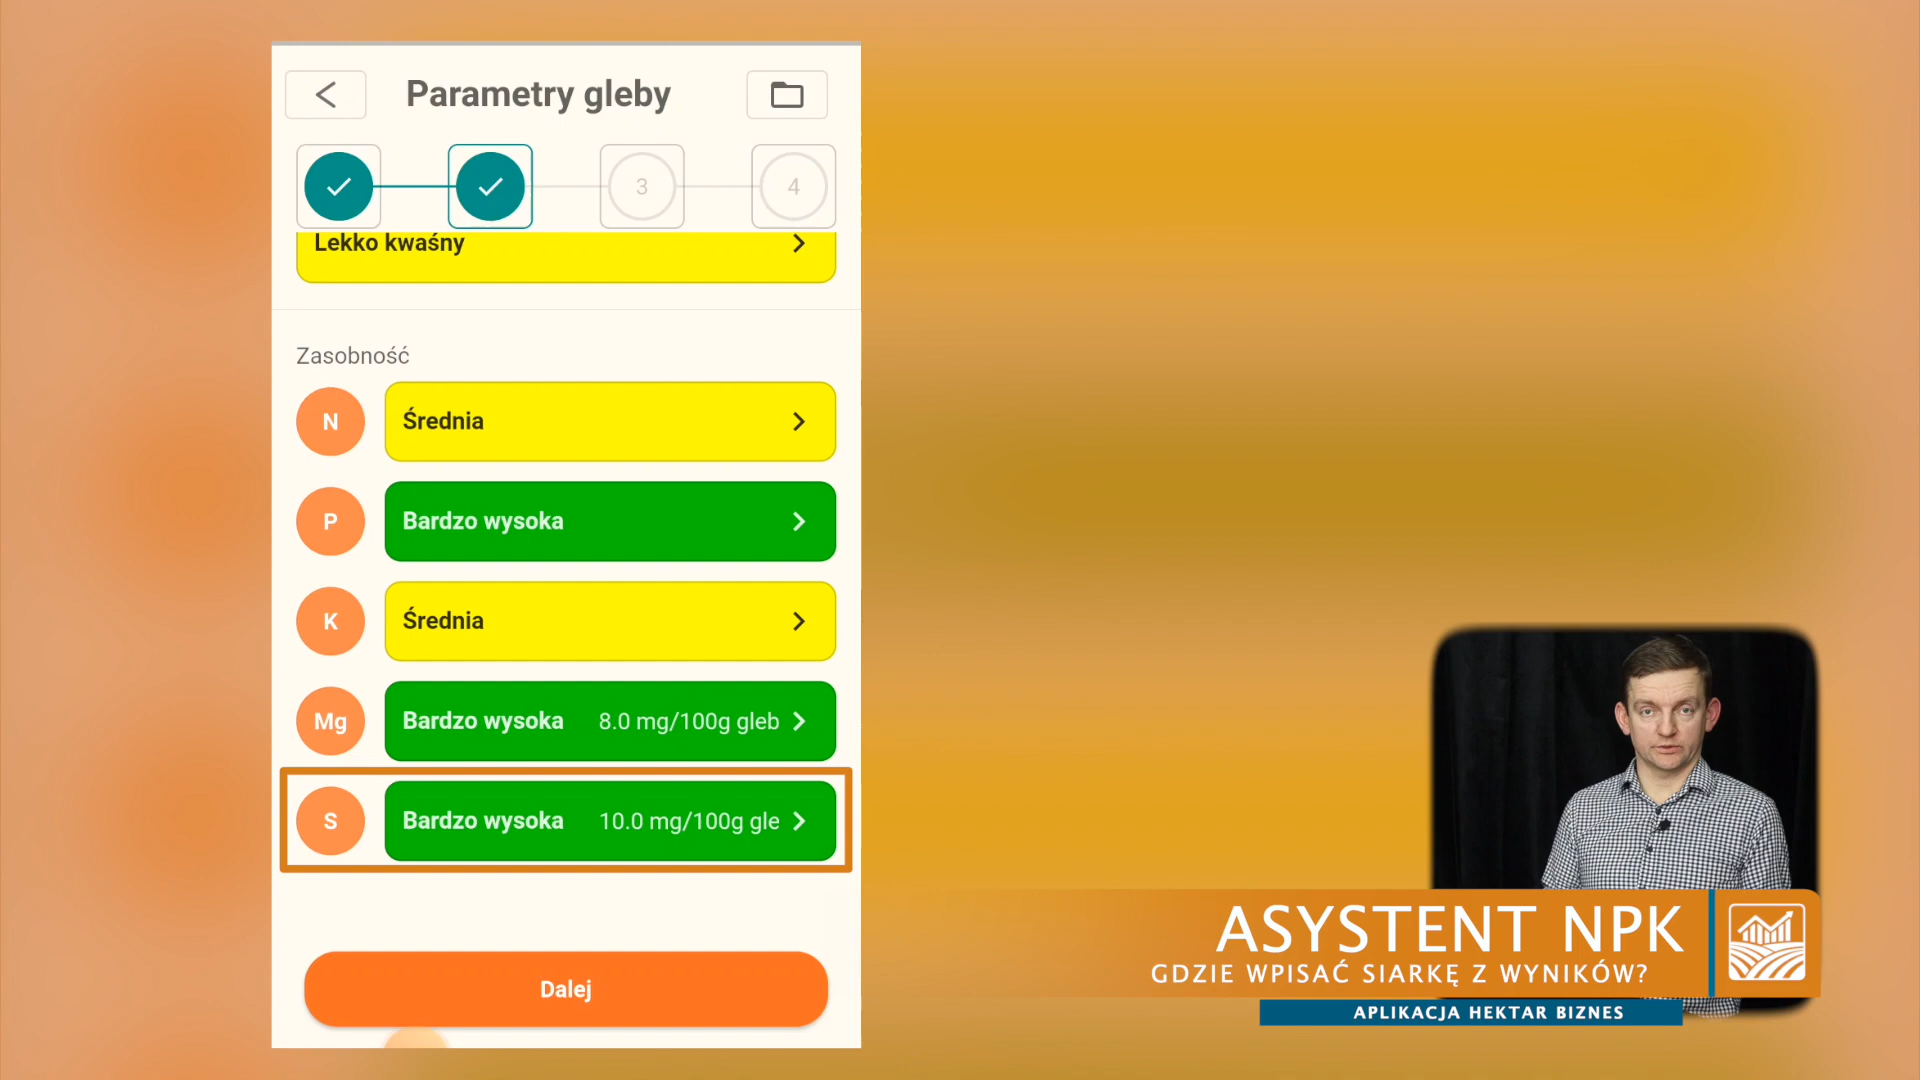 Parametry gleby
3
4
Lekko kwaśny
Zasobność
N
Średnia
P
Bardzo wysoka
K
Średnia
Mg
Bardzo wysoka 8.0 mg/100g gleb
S
Bardzo wysoka 10.0 mg/100g gle
Dalej
ASYSTENT NPK
GDZIE WPISAĆ SIARKĘ Z WYNIKÓW?
APLIKACJA HEKTAR BIZNES